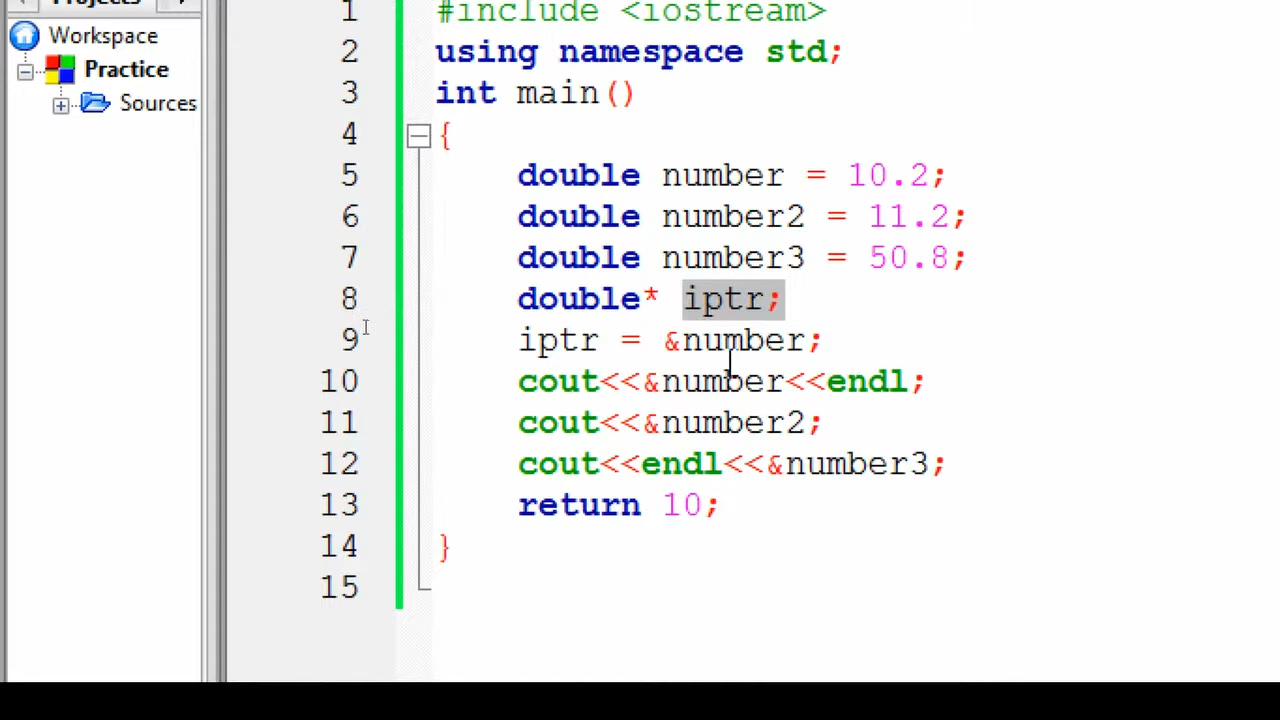 Projects
Workspace
Practice
Sources
1 #include <iostream>
2 using namespace std;
3 int main()
4 {
5 double number = 10.2;
6 double number2 = 11.2;
7 double number3 = 50.8;
8 double* iptr;
9 iptr = &number;
10 cout<<&number<<endl;
11 cout<<&number2;
12 cout<<endl<<&number3;
13 return 10;
14 }
15